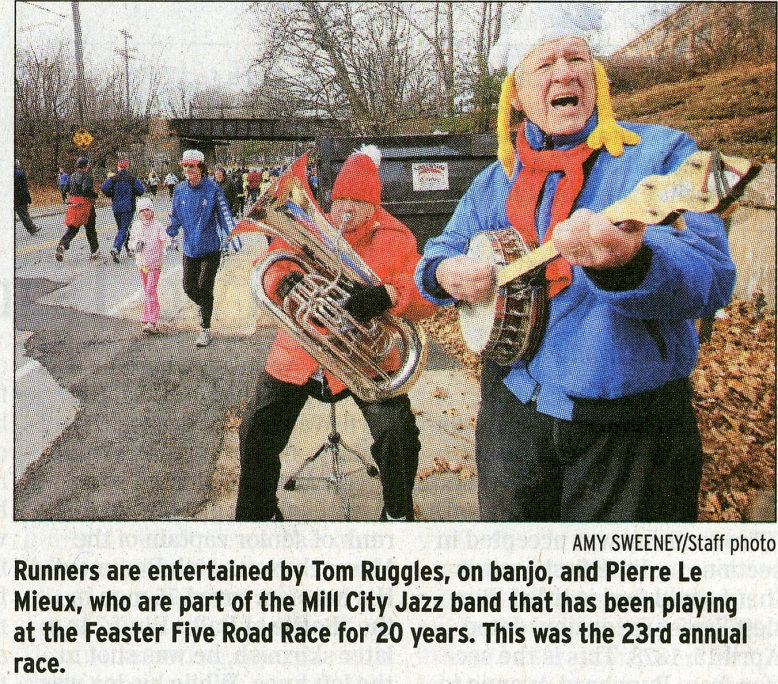 AMY SWEENEY/Staff photo
Runners are entertained by Tom Ruggles, on banjo, and Pierre Le
Mieux, who are part of the Mill City Jazz band that has been playing
at the Feaster Five Road Race for 20 years. This was the 23rd annual
race.